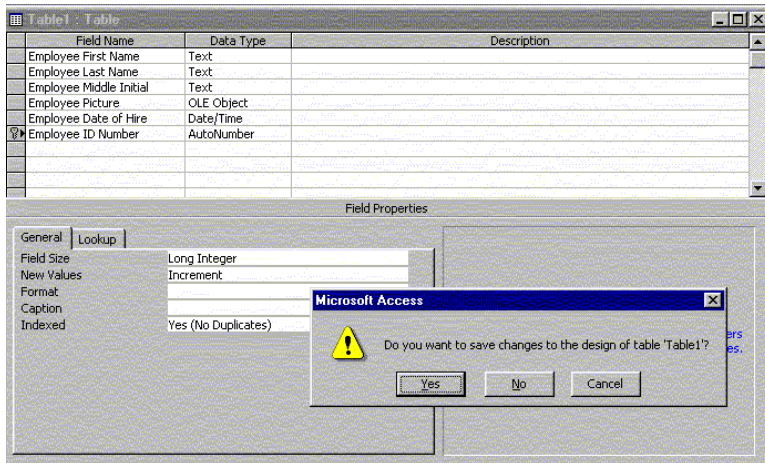 Table1 : Table
Field Name Data Type Description
Employee First Name Text
Employee Last Name Text
Employee Middle Initial Text
Employee Picture OLE Object
Employee Date of Hire Date/Time
Employee ID Number AutoNumber
Field Properties
General Lookup
Field Size Long Integer
New Values Increment
Format
Caption
Indexed Yes (No Duplicates)
Microsoft Access
Do you want to save changes to the design of table 'Table1'?
Yes No Cancel